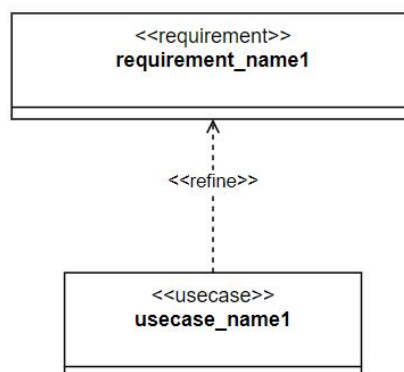 <<requirement>>
requirement_name1
<<refine>>
<<usecase>>
usecase_name1